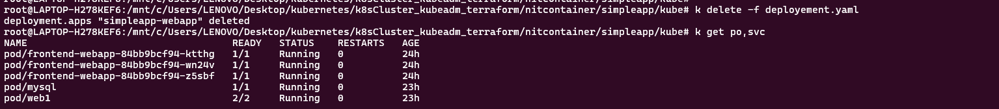 root@LAPTOP-H278KEF6:/mnt/c/Users/LENOVO/Desktop/kubernetes/k8sCluster_kubeadm_terraform/nitcontainer/simpleapp/kube#
root@LAPTOP-H278KEF6:/mnt/c/Users/LENOVO/Desktop/kubernetes/k8sCluster_kubeadm_terraform/nitcontainer/simpleapp/kube# k delete -f deployement.yaml
deployment.apps "simpleapp-webapp" deleted
root@LAPTOP-H278KEF6:/mnt/c/Users/LENOVO/Desktop/kubernetes/k8sCluster_kubeadm_terraform/nitcontainer/simpleapp/kube# k get po,svc
NAME READY STATUS RESTARTS AGE
pod/frontend-webapp-84bb9bcf94-ktthg 1/1 Running 0 24h
pod/frontend-webapp-84bb9bcf94-wn24v 1/1 Running 0 24h
pod/frontend-webapp-84bb9bcf94-z5sbf 1/1 Running 0 24h
pod/mysql 1/1 Running 0 23h
pod/web1 2/2 Running 0 23h